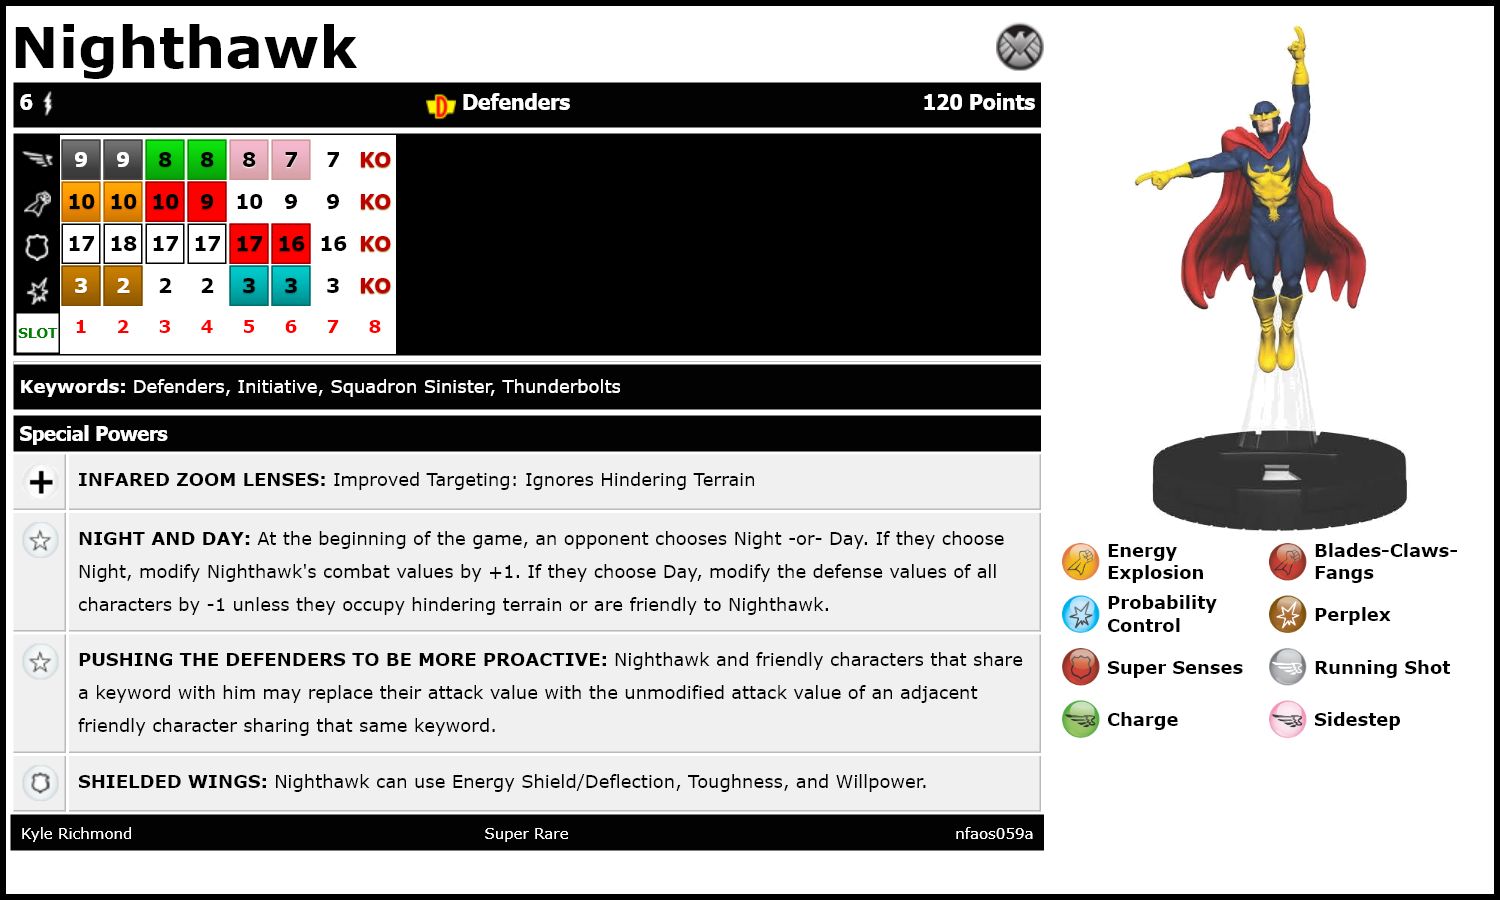 Nighthawk
6 D Defenders 120 Points
9 9 8 8 8 7 7 KO
10 10 10 9 10 9 9 KO
17 18 17 17 17 16 16 KO
3 2 2 2 3 3 3 KO
SLOT 1 2 3 4 5 6 7 8
Keywords: Defenders, Initiative, Squadron Sinister, Thunderbolts
Special Powers
INFARED ZOOM LENSES: Improved Targeting: Ignores Hindering Terrain
NIGHT AND DAY: At the beginning of the game, an opponent chooses Night -or- Day. If they choose
Night, modify Nighthawk's combat values by +1. If they choose Day, modify the defense values of all
characters by -1 unless they occupy hindering terrain or are friendly to Nighthawk.
PUSHING THE DEFENDERS TO BE MORE PROACTIVE: Nighthawk and friendly characters that share
a keyword with him may replace their attack value with the unmodified attack value of an adjacent
friendly character sharing that same keyword.
SHIELDED WINGS: Nighthawk can use Energy Shield/Deflection, Toughness, and Willpower.
Kyle Richmond Super Rare nfaos059a
Energy
Explosion
Blades-Claws-
Fangs
Probability
Control
Perplex
Super Senses
Running Shot
Charge
Sidestep